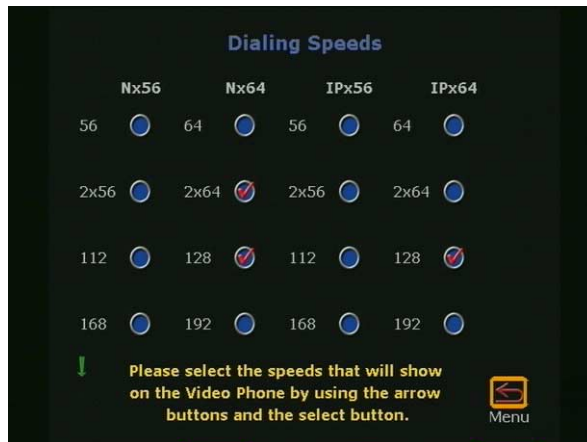 Dialing Speeds
Nx56 Nx64 IPx56 IPx64
56 64 56 64
2x56 2x64 2x56 2x64
112 128 112 128
168 192 168 192
! Please select the speeds that will show
on the Video Phone by using the arrow
buttons and the select button.
Menu